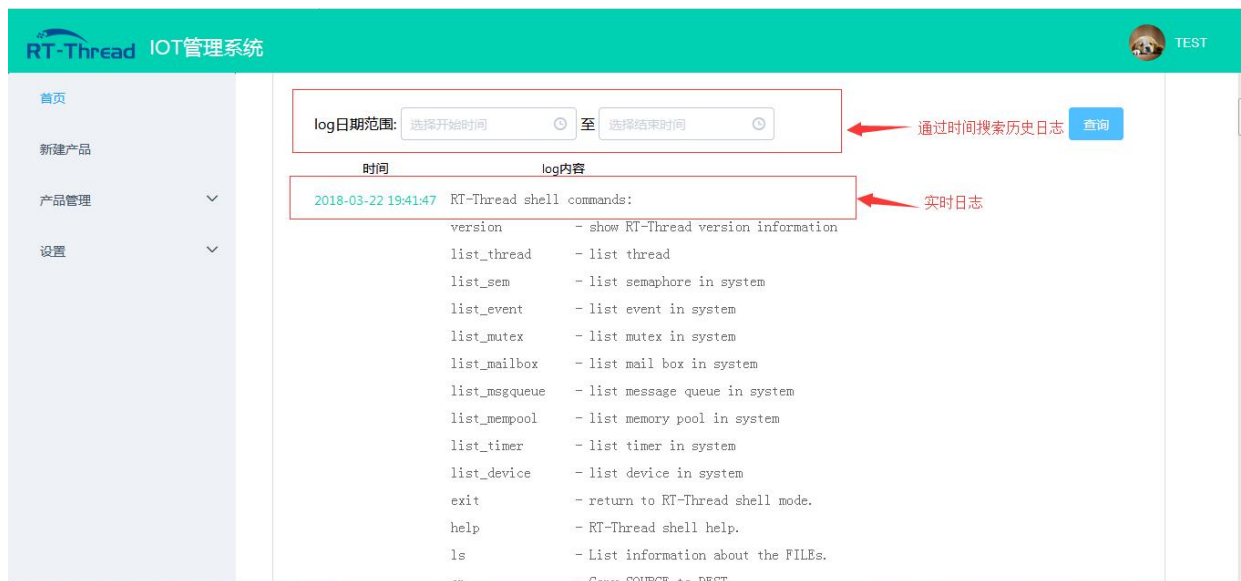 RT-Thread IOT管理系统
TEST
首页
新建产品
产品管理
设置
log日期范围: 选择开始时间 至 选择结束时间
通过时间搜索历史日志
查询
时间 log内容
2018-03-22 19:41:47 RT-Thread shell commands:
实时日志
version - show RT-Thread version information
list_thread - list thread
list_sem - list semaphore in system
list_event - list event in system
list_mutex - list mutex in system
list_mailbox - list mail box in system
list_msgqueue - list message queue in system
list_mempool - list memory pool in system
list_timer - list timer in system
list_device - list device in system
exit - return to RT-Thread shell mode.
help - RT-Thread shell help.
ls - List information about the FILEs.
- Copy SOURCE to DEST